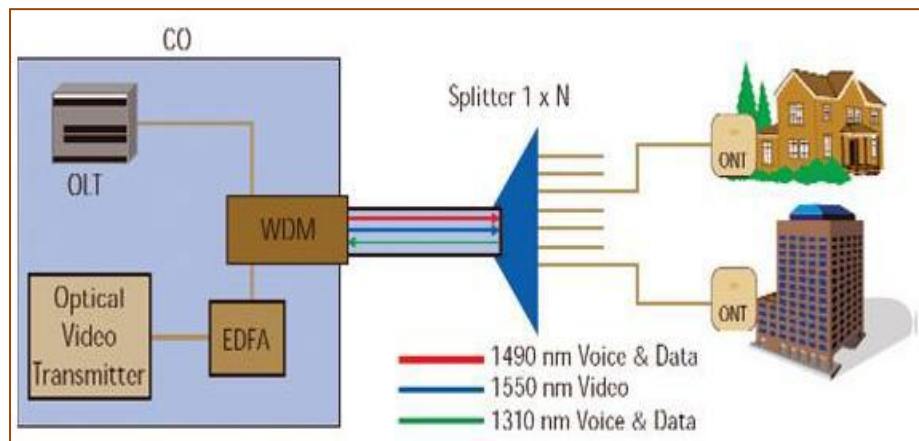 CO
OLT
WDM
Optical
Video
Transmitter
EDFA
Splitter 1 x N
ONT
ONT
1490 nm Voice & Data
1550 nm Video
1310 nm Voice & Data